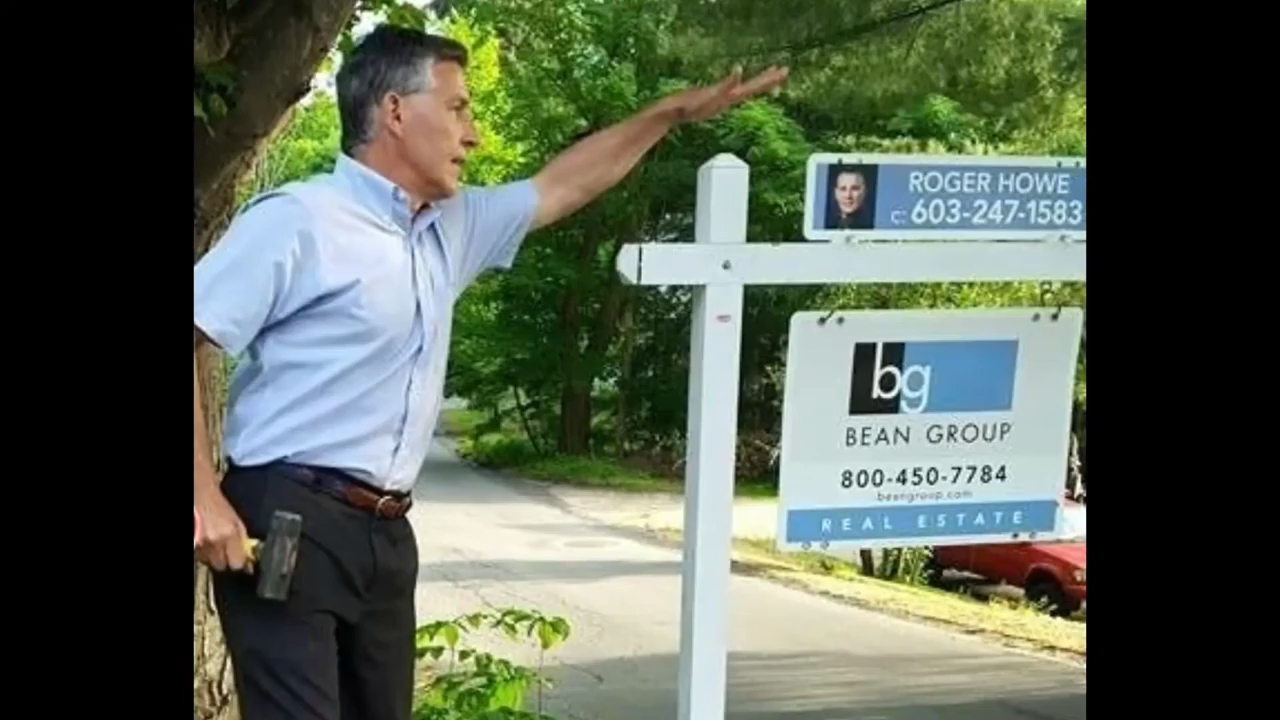 ROGER HOWE
C: 603-247-1583
bg
BEAN GROUP
800-450-7784
beangroup.com
REAL ESTATE